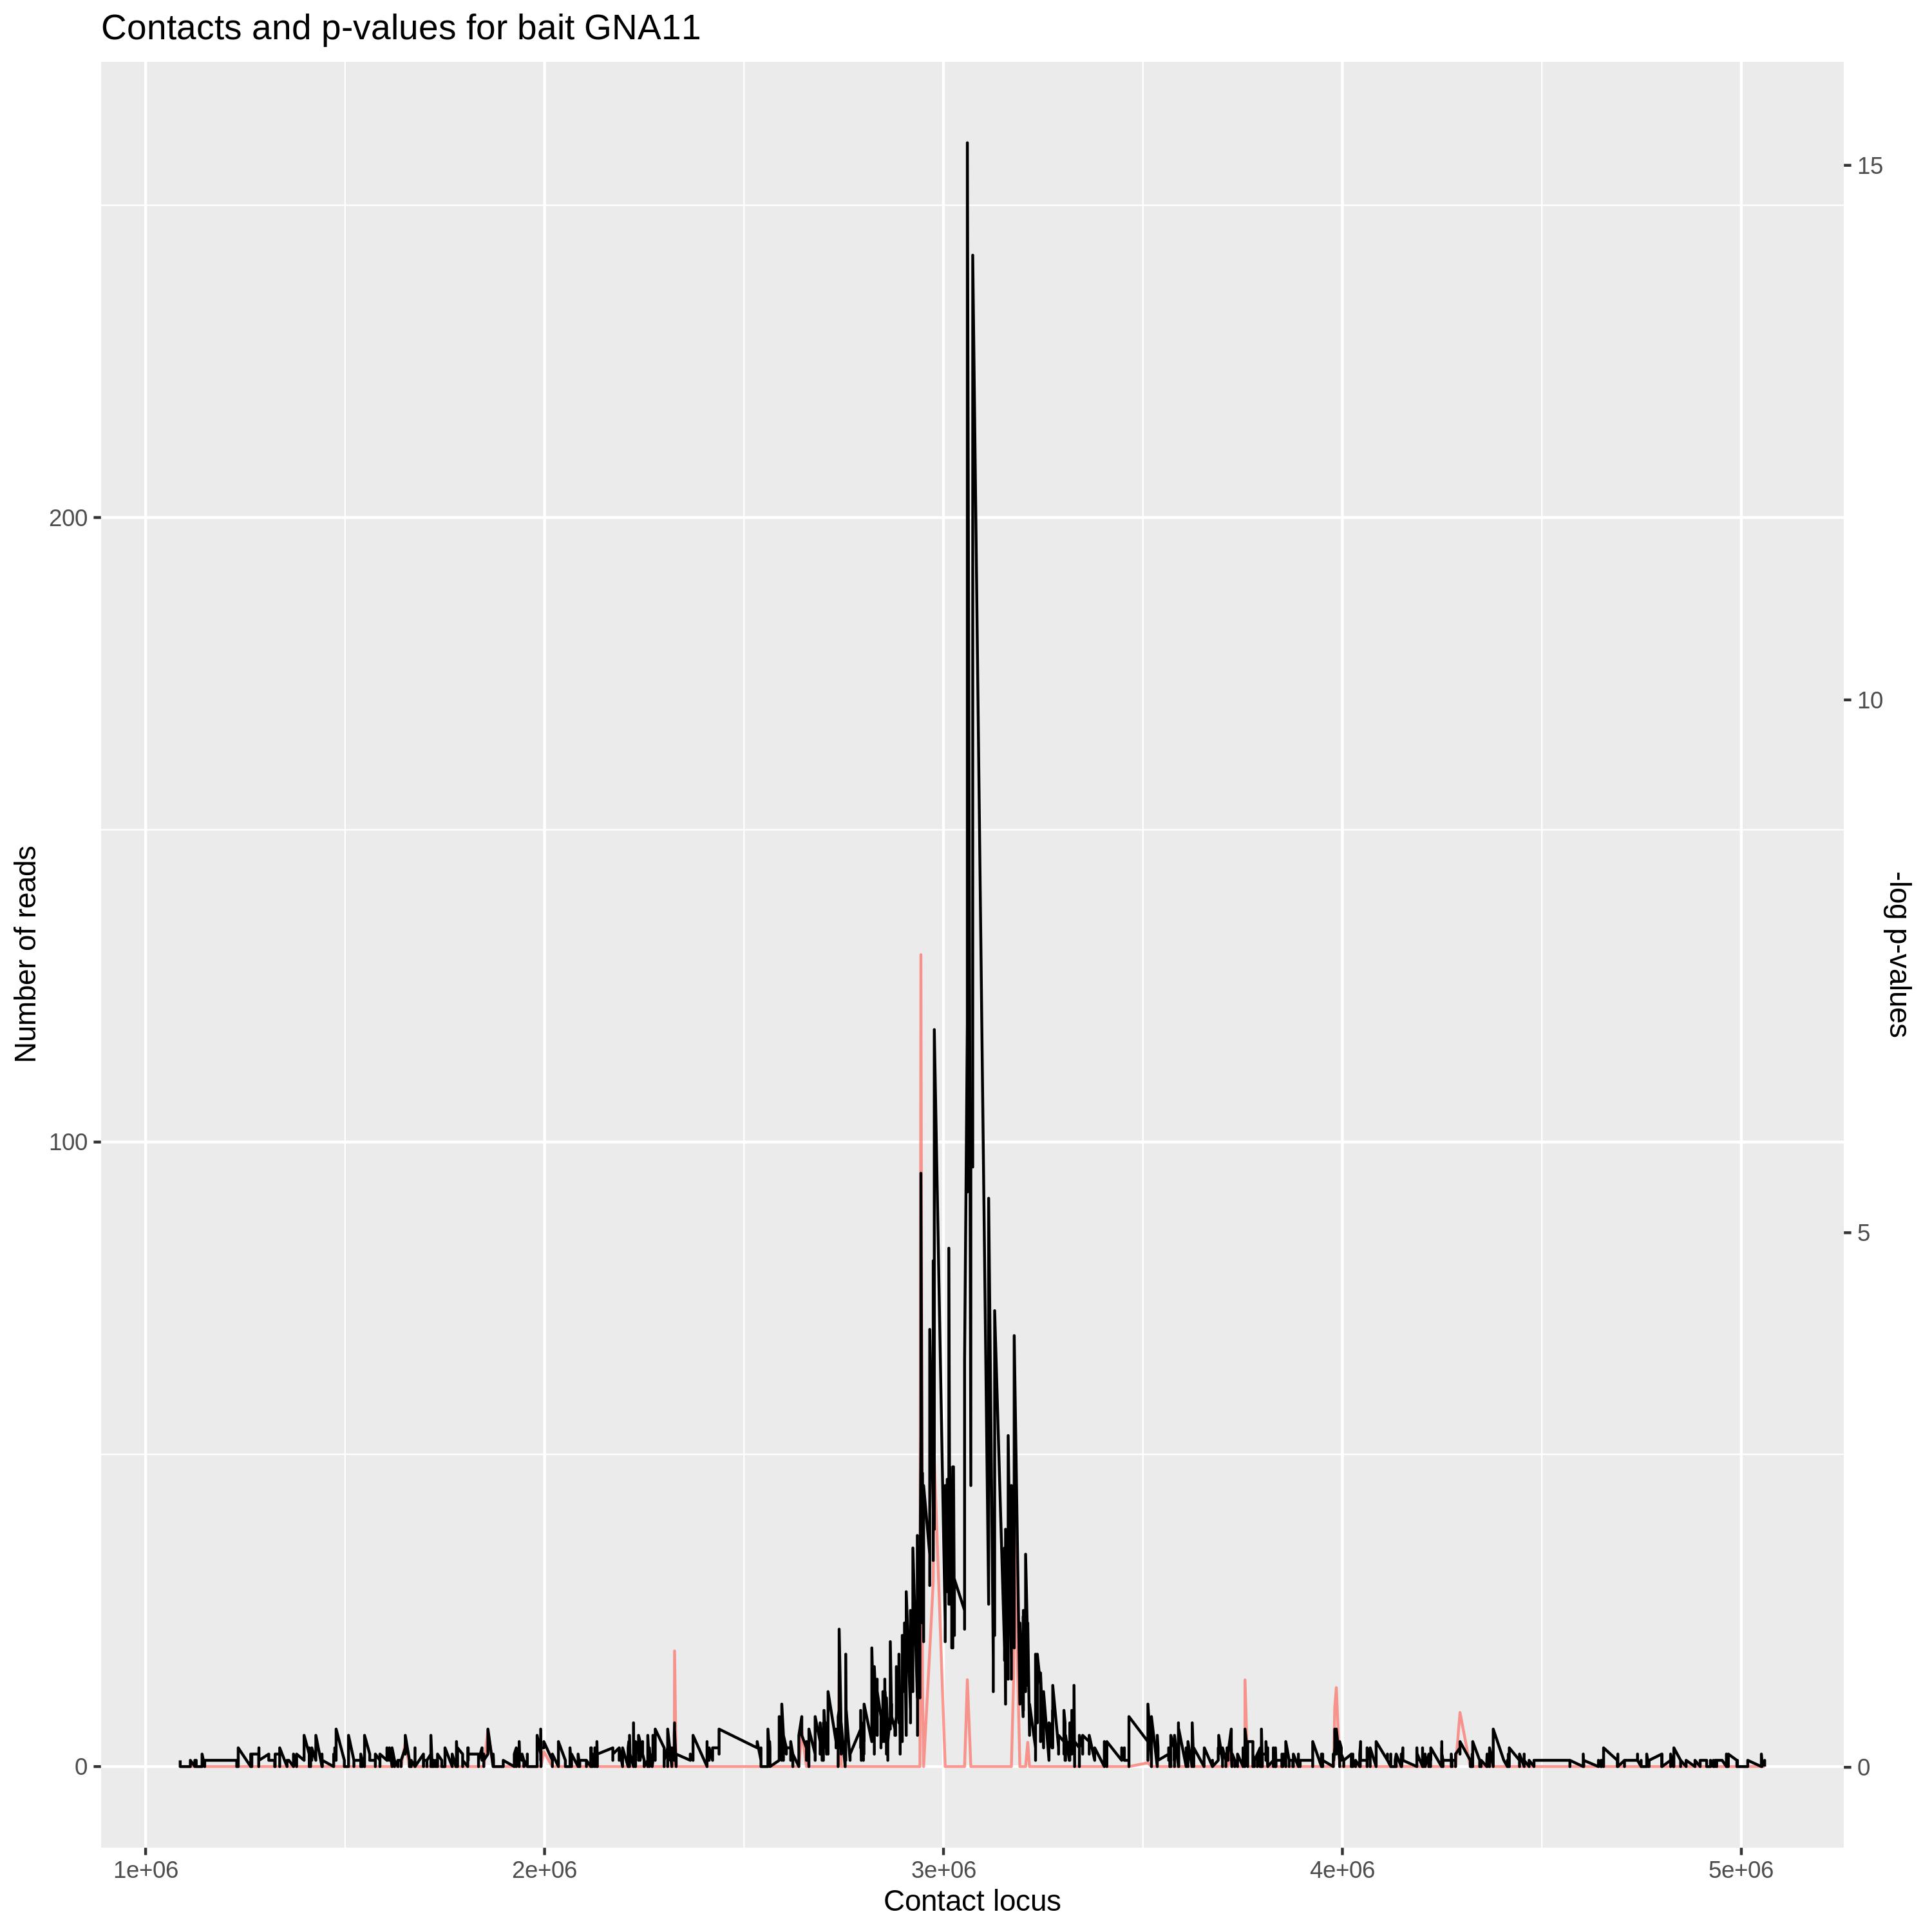 Contacts and p-values for bait GNA11
Number of reads
200
100
0
15
10
5
0
-log p-values
1e+06
2e+06
3e+06
4e+06
5e+06
Contact locus